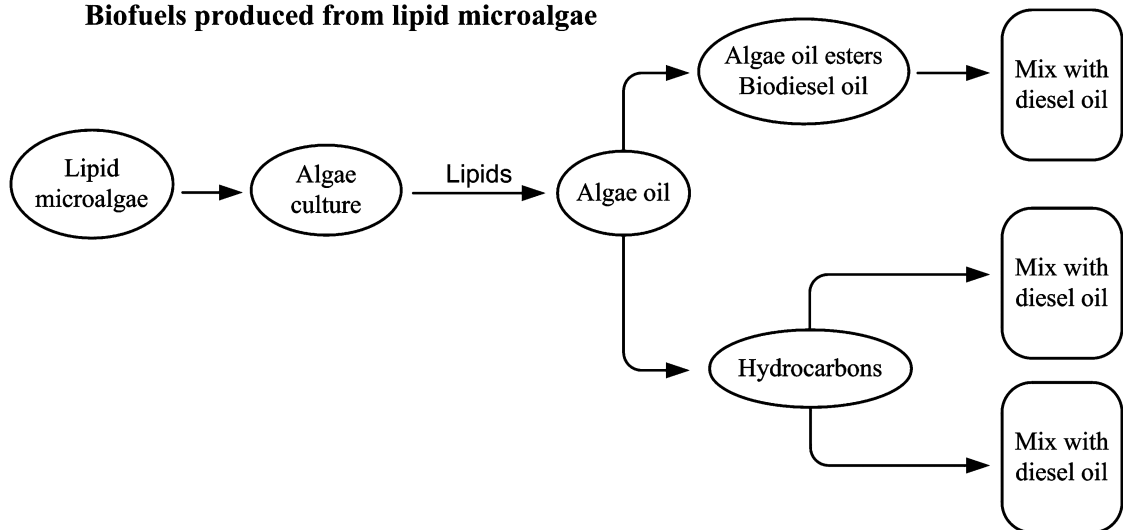 Biofuels produced from lipid microalgae
Lipid
microalgae
Algae
culture
Lipids
Algae oil
Algae oil esters
Biodiesel oil
Mix with
diesel oil
Hydrocarbons
Mix with
diesel oil
Mix with
diesel oil